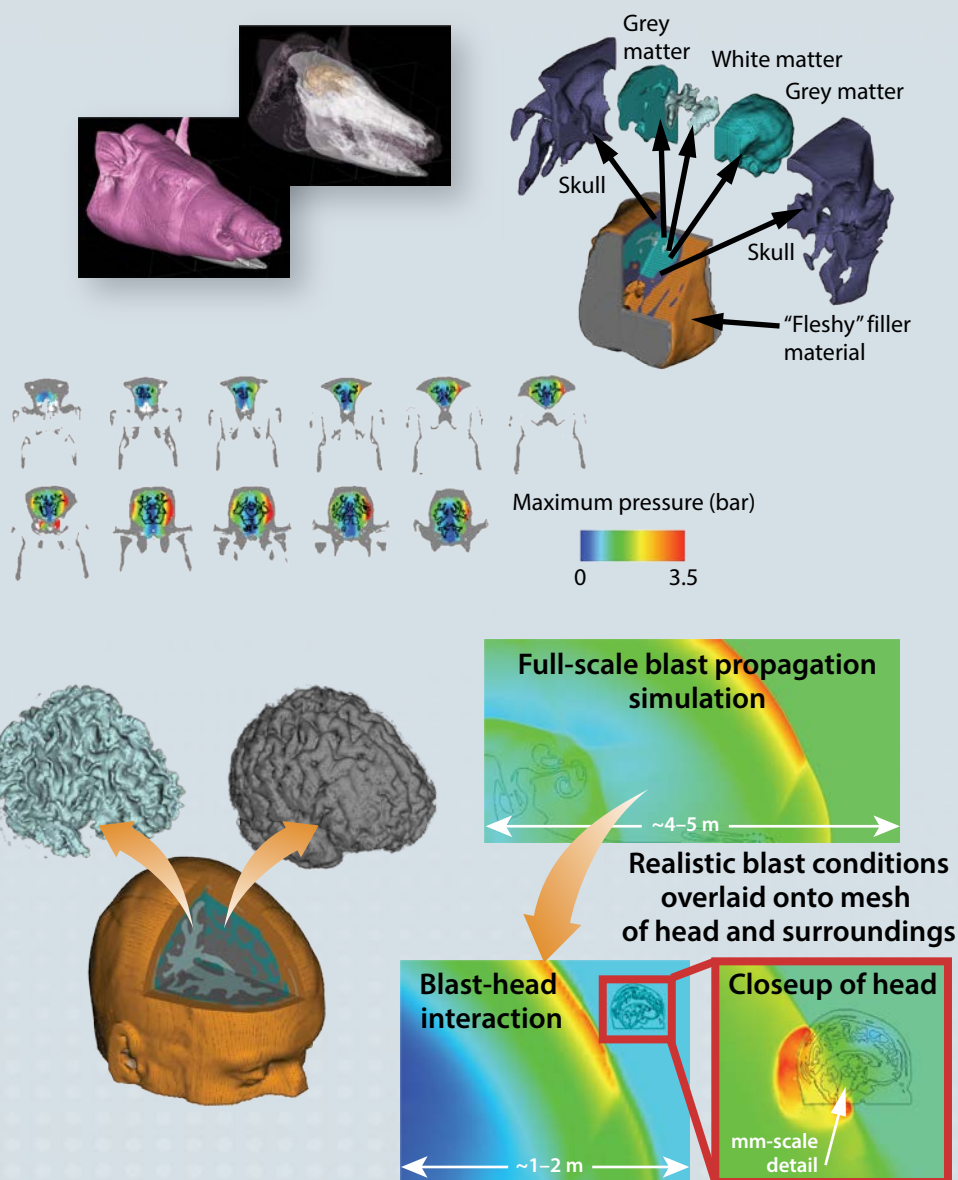 Grey
matter
White matter
Grey matter
Skull
Skull
“Fleshy” filler
material
Maximum pressure (bar)
0 3.5
Full-scale blast propagation
simulation
~4–5 m
Realistic blast conditions
overlaid onto mesh
of head and surroundings
Blast-head
interaction
~1–2 m
Closeup of head
mm-scale
detail